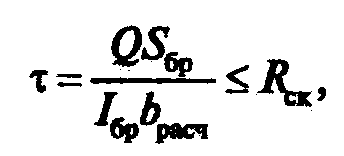 τ = QS_бр / I_бр b_расч ≤ R_ск,